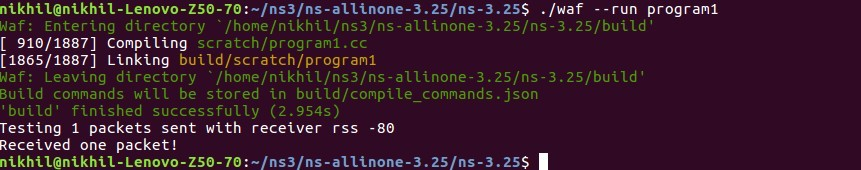 nikhil@nikhil-Lenovo-Z50-70:~/ns3/ns-allinone-3.25/ns-3.25$ ./waf --run program1
Waf: Entering directory `/home/nikhil/ns3/ns-allinone-3.25/ns-3.25/build'
[ 910/1887] Compiling scratch/program1.cc
[1865/1887] Linking build/scratch/program1
Waf: Leaving directory `/home/nikhil/ns3/ns-allinone-3.25/ns-3.25/build'
Build commands will be stored in build/compile_commands.json
'build' finished successfully (2.954s)
Testing 1 packets sent with receiver rss -80
Received one packet!
nikhil@nikhil-Lenovo-Z50-70:~/ns3/ns-allinone-3.25/ns-3.25$